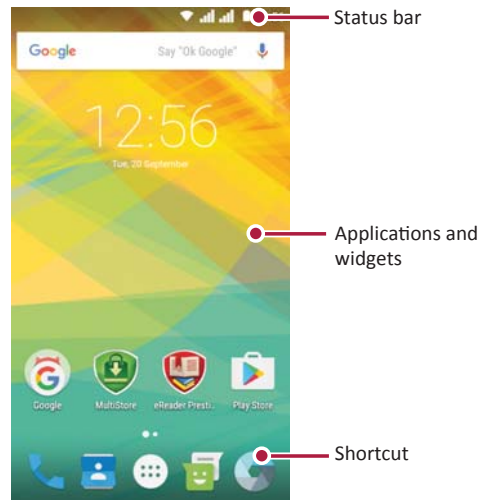 Status bar
Google Say "Ok Google"
12:56
Tue, 20 September
Applications and
widgets
Google MultiStore eReader Presti.. Play Store
Shortcut